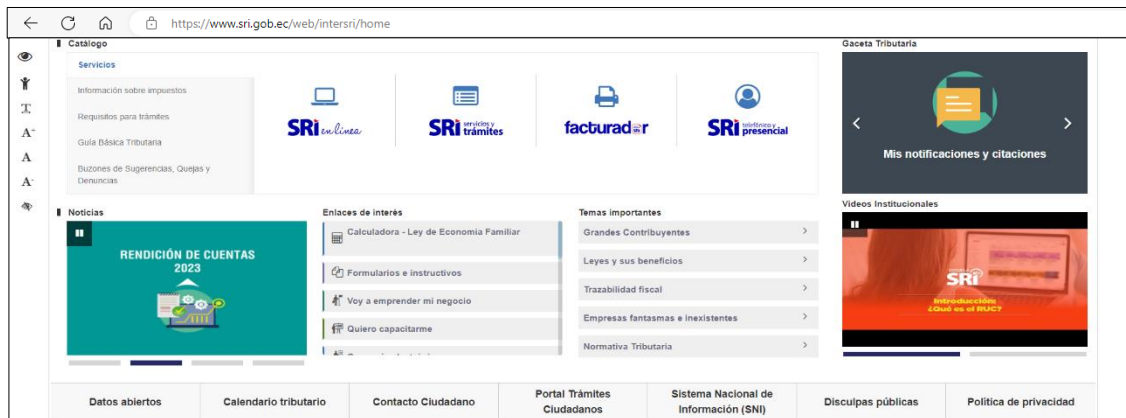 https://www.sri.gob.ec/web/intersri/home
Catálogo
Servicios
Información sobre impuestos
Requisitos para trámites
Guía Básica Tributaria
Buzones de Sugerencias, Quejas y
Denuncias
SRi en línea
SRi servicios y
trámites
facturador SRi
SRi telefónico y
presencial
Gaceta Tributaria
Mis notificaciones y citaciones
T
A+
A
A-
Noticias
RENDICIÓN DE CUENTAS
2023
Enlaces de interés
Calculadora - Ley de Economía Familiar
Formularios e instructivos
Voy a emprender mi negocio
Quiero capacitarme
Temas importantes
Grandes Contribuyentes
Leyes y sus beneficios
Trazabilidad fiscal
Empresas fantasmas e inexistentes
Normativa Tributaria
Videos Institucionales
SRi
Introducción:
¿Qué es el RUC?
Datos abiertos
Calendario tributario
Contacto Ciudadano
Portal Trámites
Ciudadanos
Sistema Nacional de
Información (SNI)
Disculpas públicas
Política de privacidad